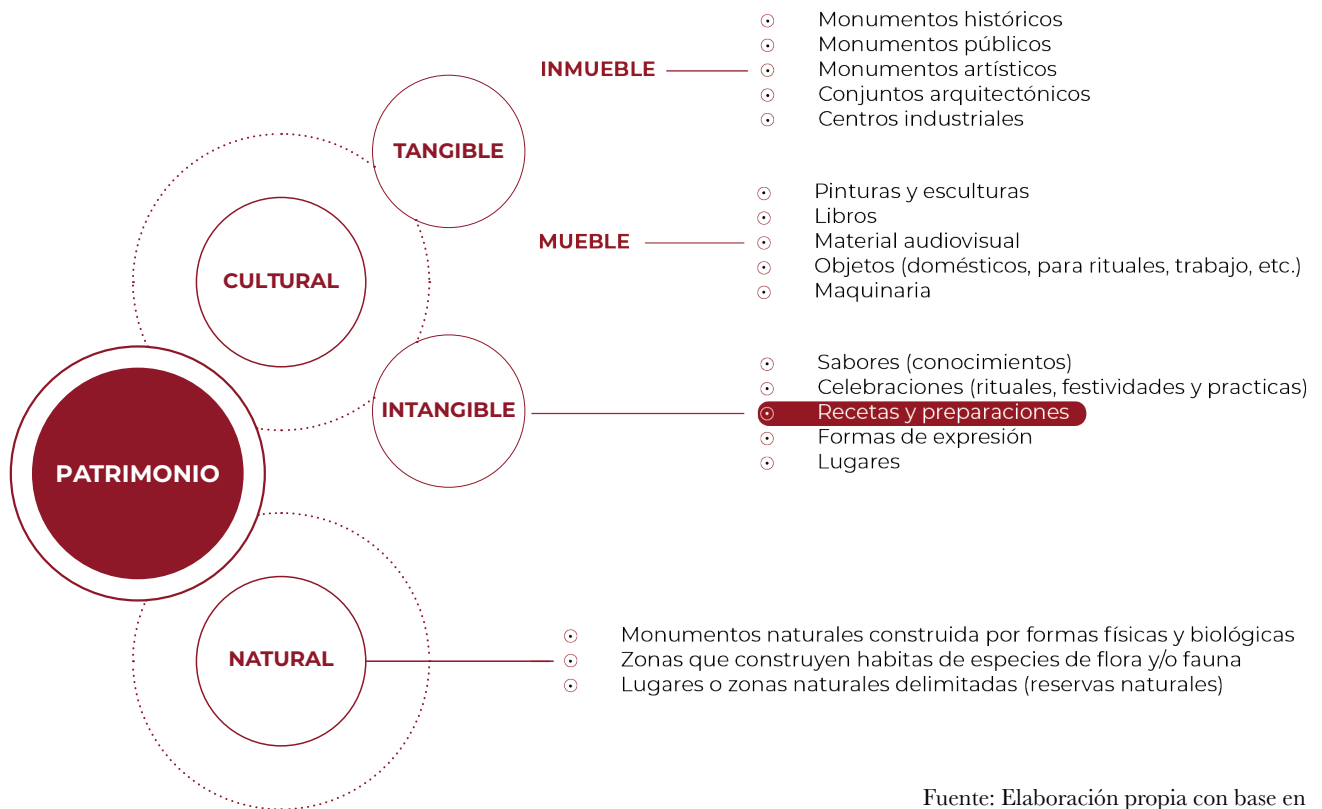 PATRIMONIO
CULTURAL
TANGIBLE
INMUEBLE
Monumentos históricos
Monumentos públicos
Monumentos artísticos
Conjuntos arquitectónicos
Centros industriales
MUEBLE
Pinturas y esculturas
Libros
Material audiovisual
Objetos (domésticos, para rituales, trabajo, etc.)
Maquinaria
INTANGIBLE
Sabores (conocimientos)
Celebraciones (rituales, festividades y practicas)
Recetas y preparaciones
Formas de expresión
Lugares
NATURAL
Monumentos naturales construida por formas físicas y biológicas
Zonas que construyen habitas de especies de flora y/o fauna
Lugares o zonas naturales delimitadas (reservas naturales)
Fuente: Elaboración propia con base en